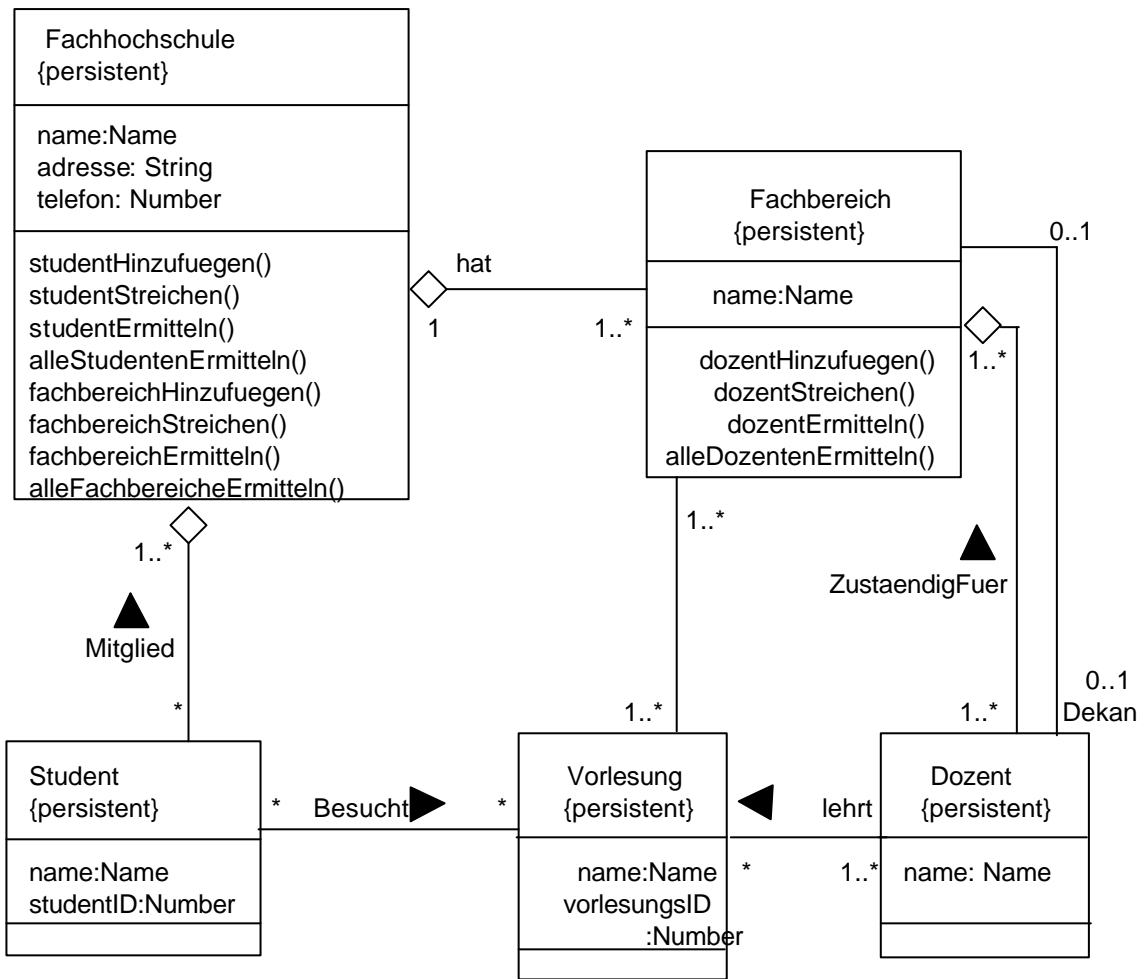 Fachhochschule
{persistent}
name:Name
adresse: String
telefon: Number
studentHinzufuegen()
studentStreichen()
studentErmitteln()
alleStudentenErmitteln()
fachbereichHinzufuegen()
fachbereichStreichen()
fachbereichErmitteln()
alleFachbereicheErmitteln()
hat
1
1..*
Fachbereich
{persistent}
name:Name
dozentHinzufuegen()
dozentStreichen()
dozentErmitteln()
alleDozentenErmitteln()
0..1
1..*
1..*
ZustaendigFuer
1..*
Mitglied
*
1..*
1..*
0..1
Dekan
Student
{persistent}
name:Name
studentID:Number
*
Besucht
*
Vorlesung
{persistent}
name:Name
vorlesungsID
:Number
lehrt
*
1..*
Dozent
{persistent}
name: Name